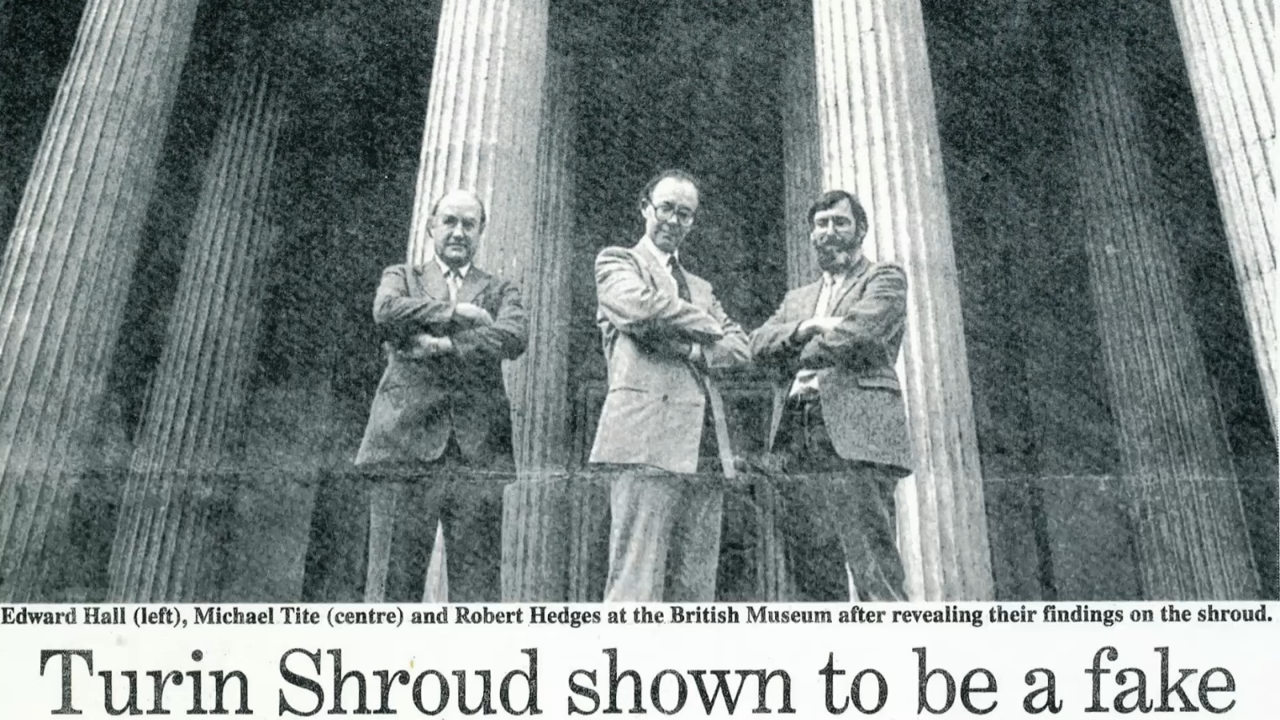 Edward Hall (left), Michael Tite (centre) and Robert Hedges at the British Museum after revealing their findings on the shroud.
Turin Shroud shown to be a fake